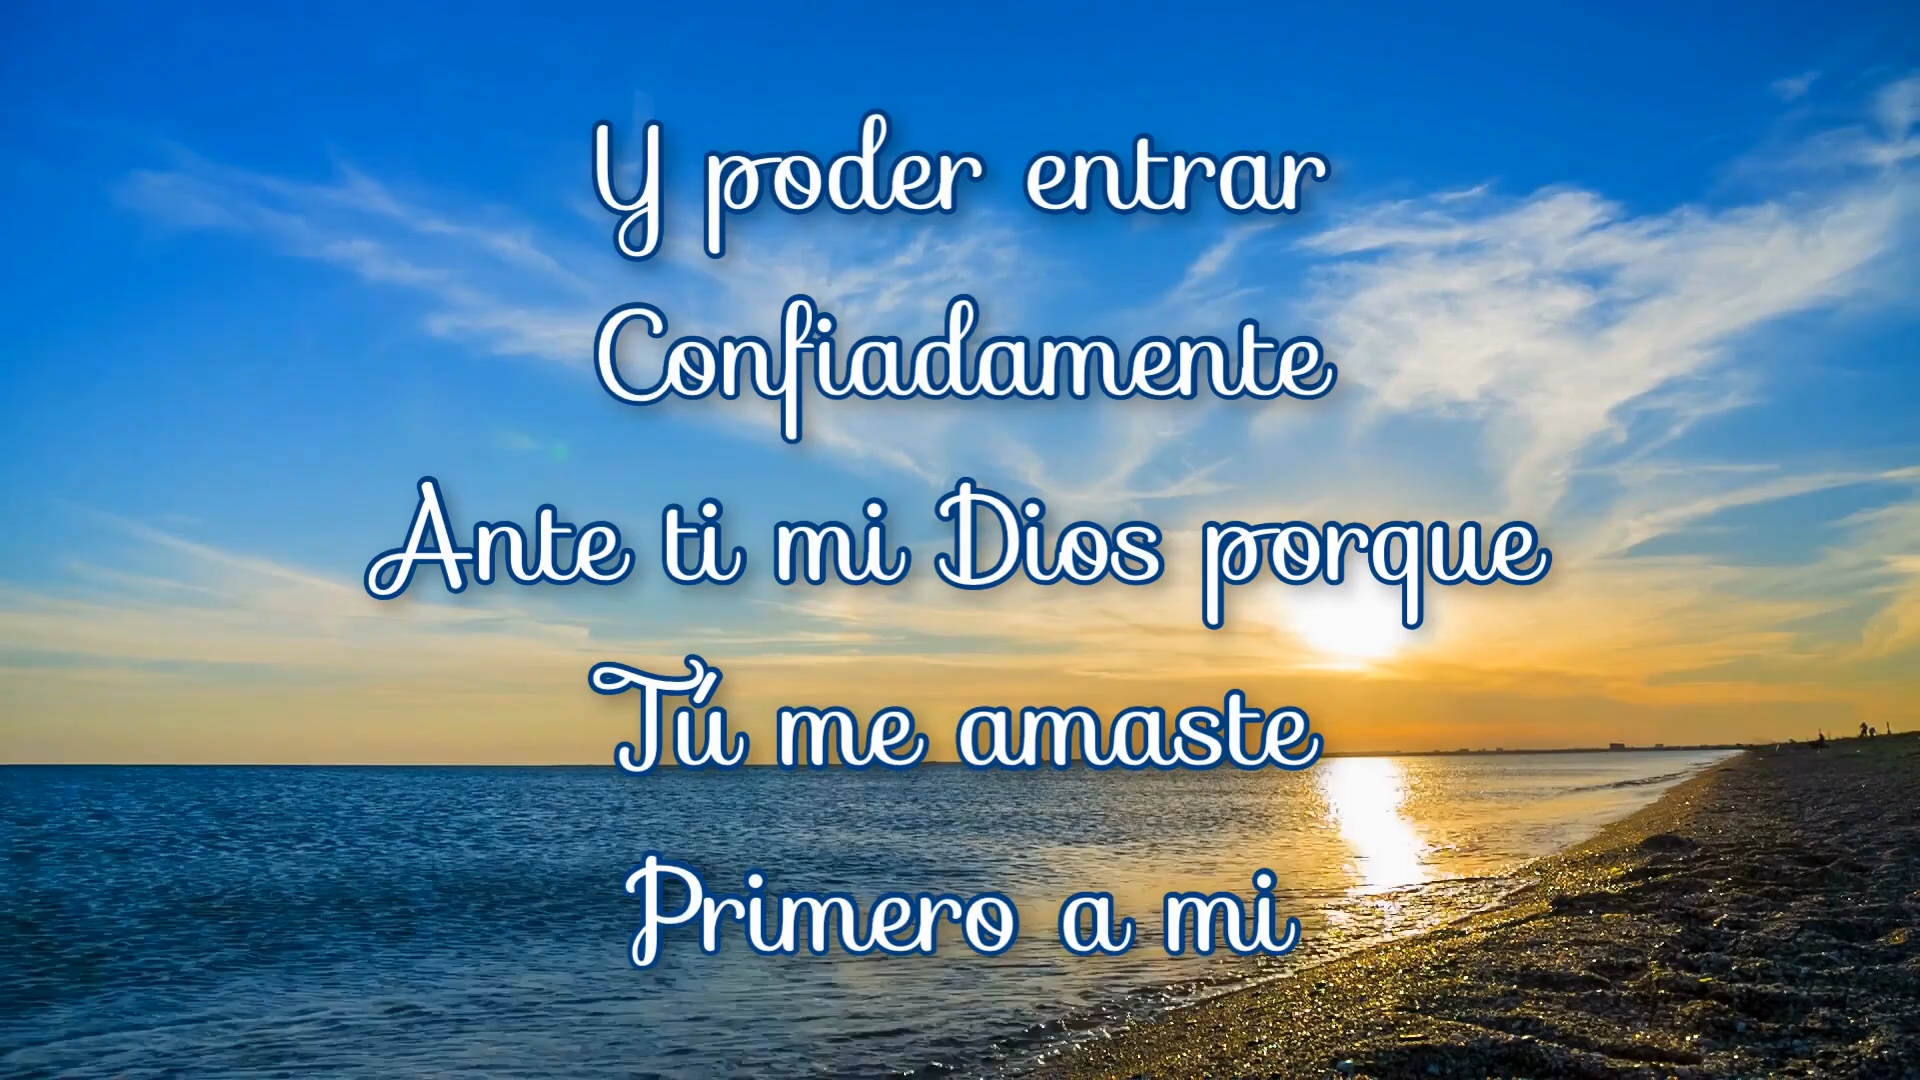 Y poder entrar
Confiadamente
Ante ti mi Dios porque
Tú me amaste
Primero a mi